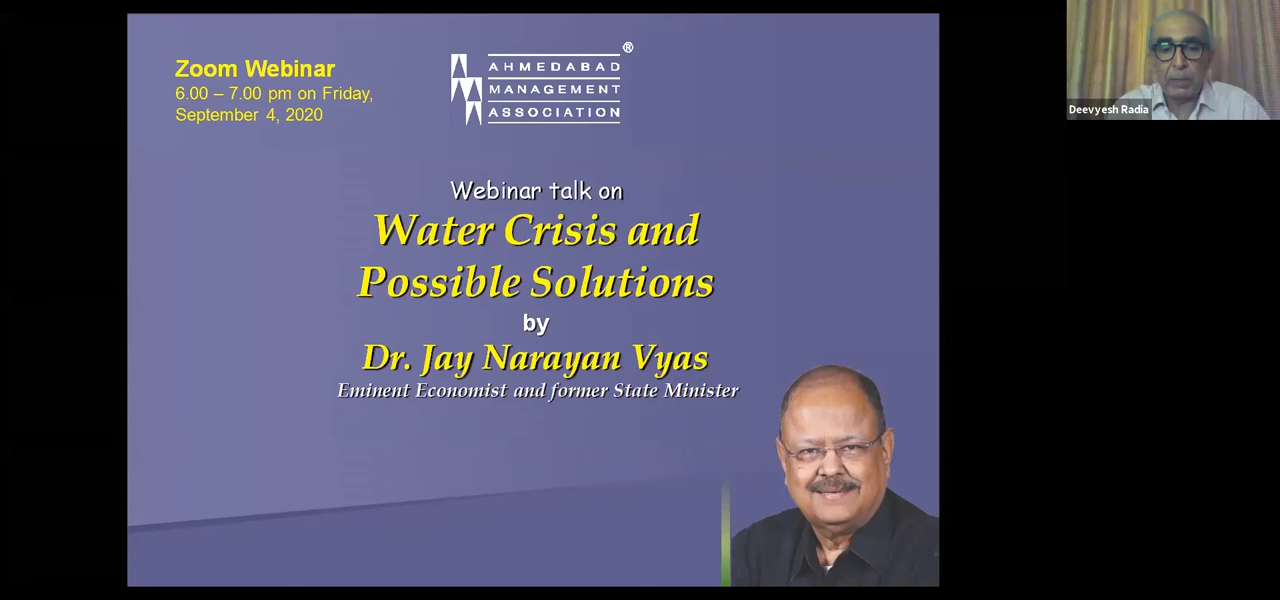 Zoom Webinar
6.00 – 7.00 pm on Friday,
September 4, 2020
®
AHMEDABAD
MANAGEMENT
ASSOCIATION
Webinar talk on
Water Crisis and
Possible Solutions
by
Dr. Jay Narayan Vyas
Eminent Economist and former State Minister
Deevyesh Radia